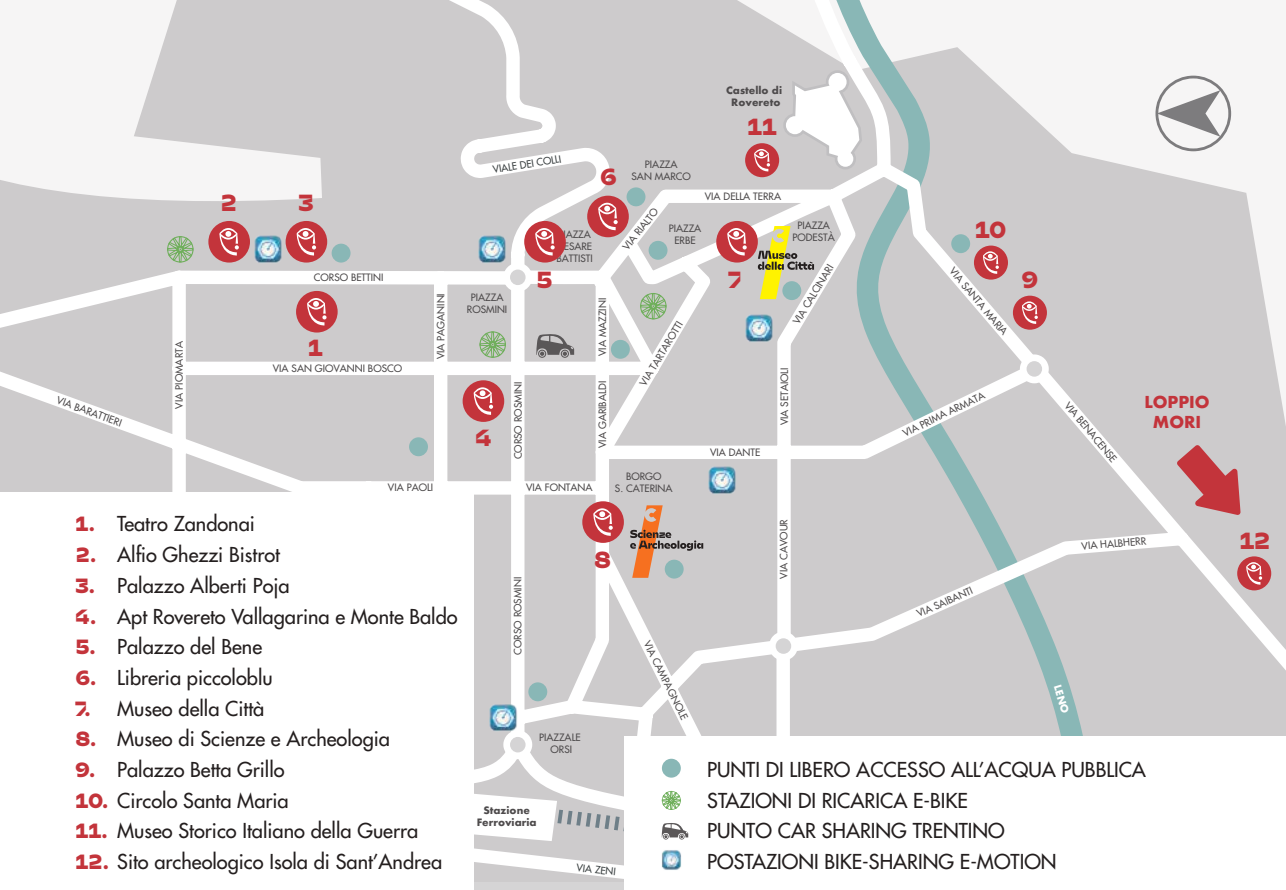 Castello di
Rovereto
11
PIAZZA
SAN MARCO
VIALE DEI COLLI
6
VIA DELLA TERRA
2
3
VIA RIALTO
PIAZZA
ERBE
3
PIAZZA
PODESTÀ
10
IAZZA
ESARE
BATTISTI
Museo
della Città
CORSO BETTINI
5
7
9
VIA CALCINARI
VIA SANTA MARIA
PIAZZA
ROSMINI
VIA PAGANINI
VIA MAZZINI
VIA TARTAROTTI
1
VIA PIOMARTA
VIA SAN GIOVANNI BOSCO
VIA BARATTIERI
4
CORSO ROSMINI
VIA GARIBALDI
VIA SETAIOLI
VIA PRIMA ARMATA
VIA BENACENSE
LOPPIO
MORI
VIA DANTE
VIA PAOLI
VIA FONTANA
BORGO
S. CATERINA
3
Scienze
e Archeologia
8
VIA CAVOUR
VIA HALBHERR
12
VIA SAIBANTI
CORSO ROSMINI
VIA CAMPAGNOLE
LENO
PIAZZALE
ORSI
Stazione
Ferroviaria
VIA ZENI
1. Teatro Zandonai
2. Alfio Ghezzi Bistrot
3. Palazzo Alberti Poja
4. Apt Rovereto Vallagarina e Monte Baldo
5. Palazzo del Bene
6. Libreria piccoloblu
7. Museo della Città
8. Museo di Scienze e Archeologia
9. Palazzo Betta Grillo
10. Circolo Santa Maria
11. Museo Storico Italiano della Guerra
12. Sito archeologico Isola di Sant'Andrea
PUNTI DI LIBERO ACCESSO ALL'ACQUA PUBBLICA
STAZIONI DI RICARICA E-BIKE
PUNTO CAR SHARING TRENTINO
POSTAZIONI BIKE-SHARING E-MOTION